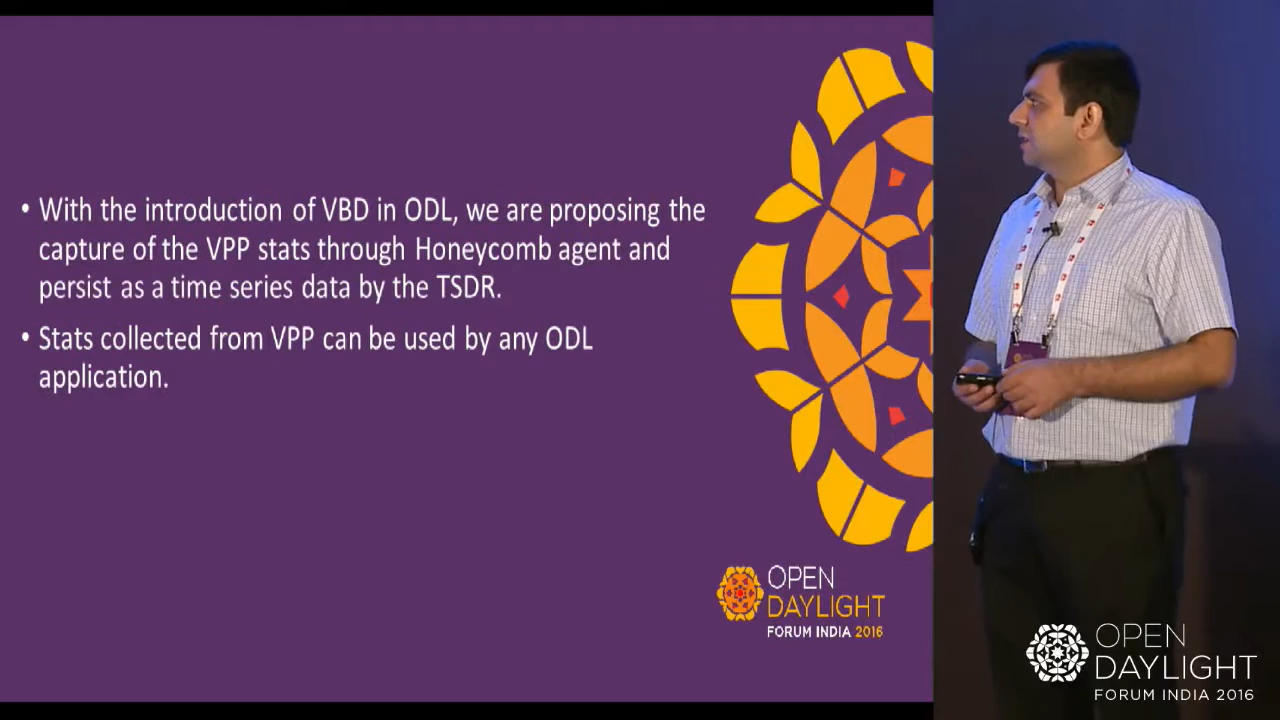 • With the introduction of VBD in ODL, we are proposing the
capture of the VPP stats through Honeycomb agent and
persist as a time series data by the TSDR.
• Stats collected from VPP can be used by any ODL
application.
OPEN
DAYLIGHT
FORUM INDIA 2016
OPEN
DAYLIGHT
FORUM INDIA 2016